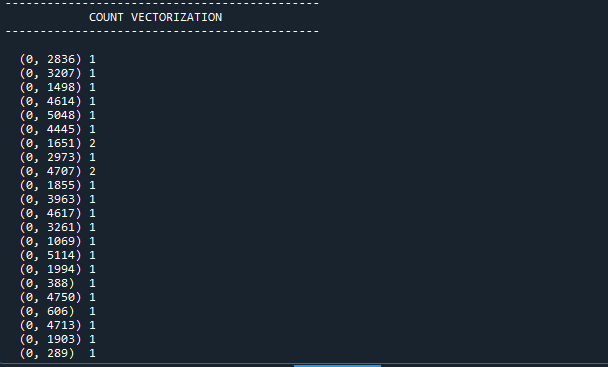 ---------------------------------------------
COUNT VECTORIZATION
---------------------------------------------
(0, 2836) 1
(0, 3207) 1
(0, 1498) 1
(0, 4614) 1
(0, 5048) 1
(0, 4445) 1
(0, 1651) 2
(0, 2973) 1
(0, 4707) 2
(0, 1855) 1
(0, 3963) 1
(0, 4617) 1
(0, 3261) 1
(0, 1069) 1
(0, 5114) 1
(0, 1994) 1
(0, 388) 1
(0, 4750) 1
(0, 606) 1
(0, 4713) 1
(0, 1903) 1
(0, 289) 1